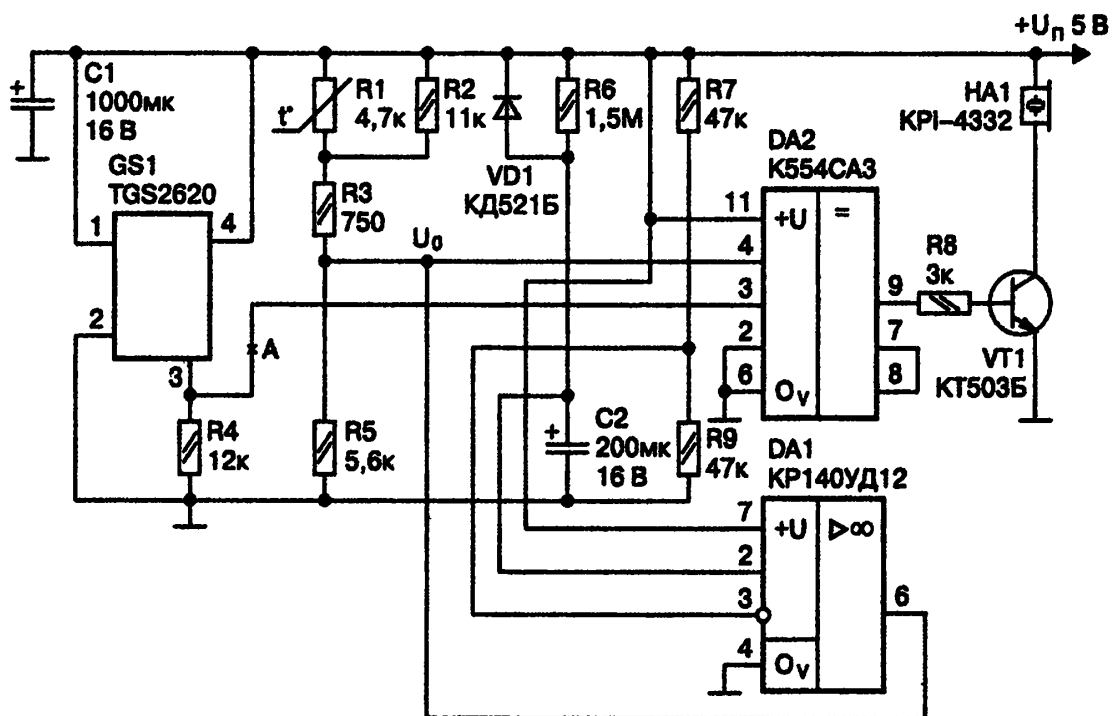 +Uп 5 В
C1
1000мк
16 В
+
GS1
TGS2620
1
4
2
3
A
R4
12к
t°
R1
4,7к
R2
11к
R3
750
U0
R5
5,6к
VD1
КД521Б
R6
1,5М
R7
47к
+
C2
200мк
16 В
R9
47к
DA2
К554СА3
11
+U
=
4
3
2
6
0V
9
7
8
R8
3к
HA1
KPI–4332
VT1
КТ503Б
DA1
КР140УД12
7
+U
▷∞
2
3
4
0V
6